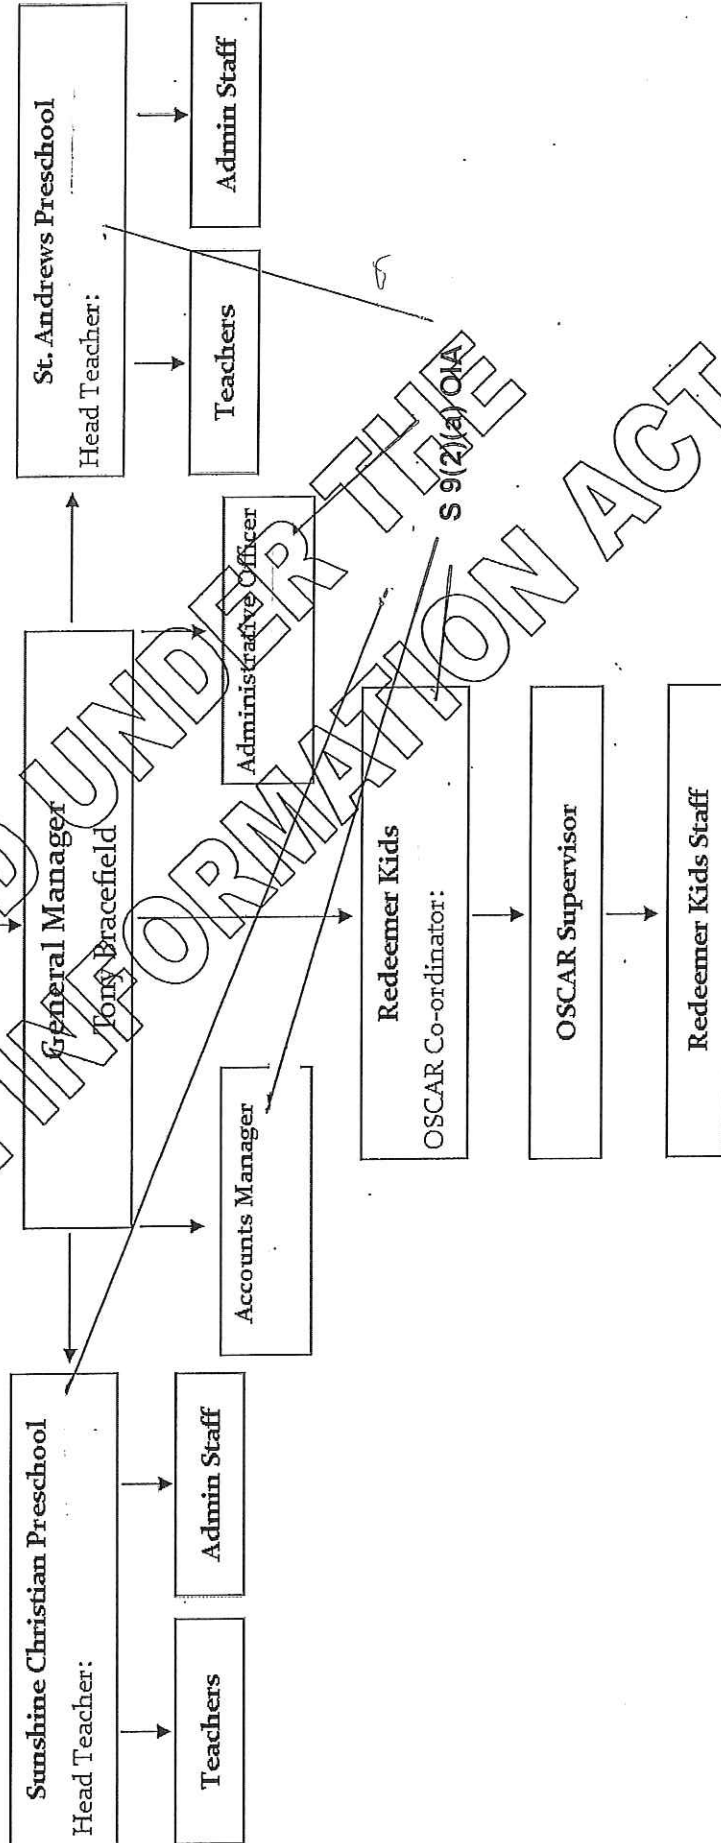 General Manager
Tony Bracefield
Sunshine Christian Preschool
Head Teacher:
Teachers
Admin Staff
Accounts Manager
Administrative Officer
St. Andrews Preschool
Head Teacher:
Teachers
Admin Staff
Redeemer Kids
OSCAR Co-ordinator:
OSCAR Supervisor
Redeemer Kids Staff
S 9(2)(a) OIA
D UNDER THE
INFORMATION ACT